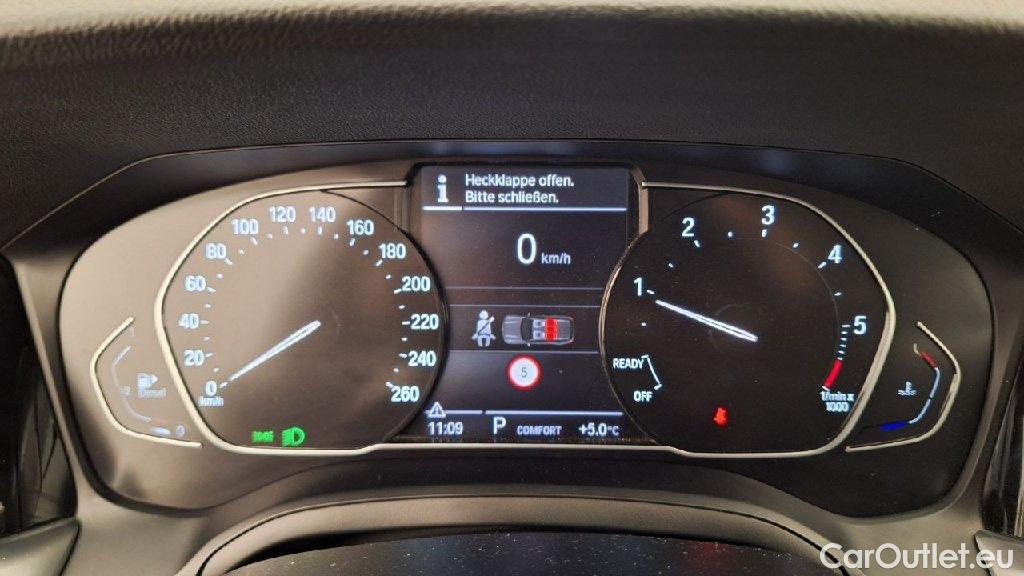 Heckklappe offen.
Bitte schließen.
0 km/h
0 20 40 60 80 100 120 140 160 180 200 220 240 260
km/h
1 2 3 4 5
1/min x
1000
READY
OFF
5
Diesel
11:09 P COMFORT +5.0°C
CarOutlet.eu